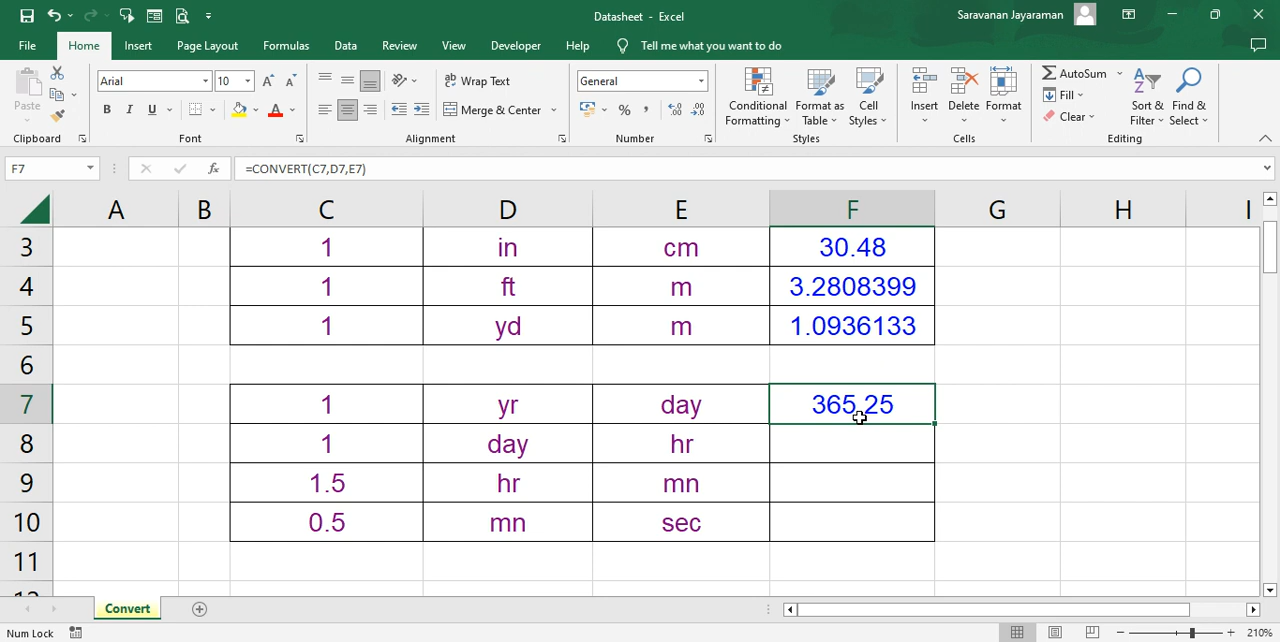 Datasheet - Excel
Saravanan Jayaraman
File Home Insert Page Layout Formulas Data Review View Developer Help Tell me what you want to do
Paste
Clipboard
Arial 10
B I U
A A
Font
Wrap Text
Merge & Center
Alignment
General
% ,
Number
Conditional Formatting
Format as Table
Cell Styles
Styles
Insert Delete Format
Cells
AutoSum
Fill
Clear
Sort & Filter
Find & Select
Editing
F7 fx =CONVERT(C7,D7,E7)
A B C D E F G H I
3 1 in cm 30.48
4 1 ft m 3.2808399
5 1 yd m 1.0936133
6
7 1 yr day 365.25
8 1 day hr
9 1.5 hr mn
10 0.5 mn sec
11
12
Convert
Num Lock 210%